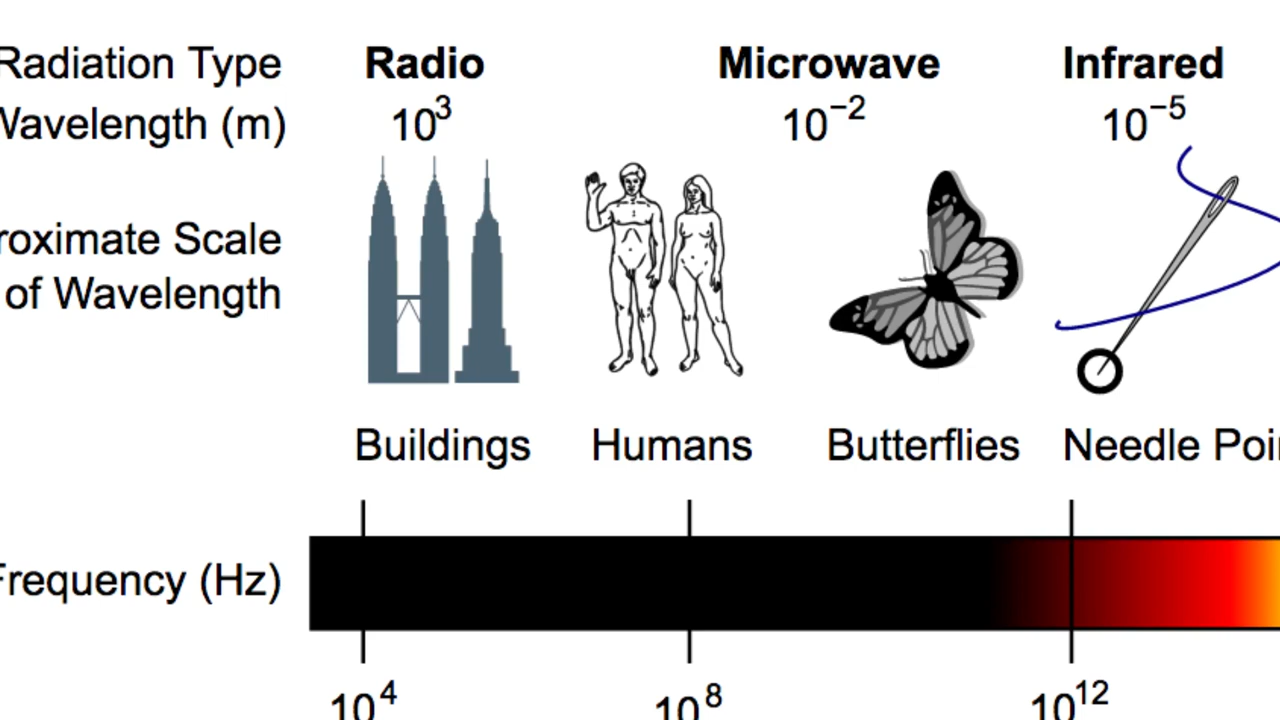 Radiation Type Radio Microwave Infrared
Wavelength (m) 10³ 10⁻² 10⁻⁵
roximate Scale
of Wavelength
Buildings Humans Butterflies Needle Poi
Frequency (Hz)
10⁴ 10⁸ 10¹²